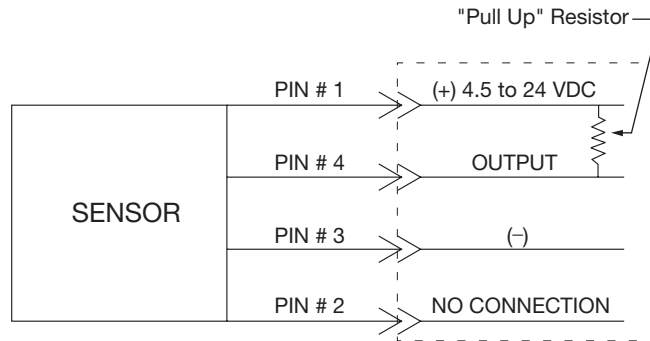 "Pull Up" Resistor
PIN # 1
(+) 4.5 to 24 VDC
PIN # 4
OUTPUT
SENSOR
PIN # 3
(–)
PIN # 2
NO CONNECTION